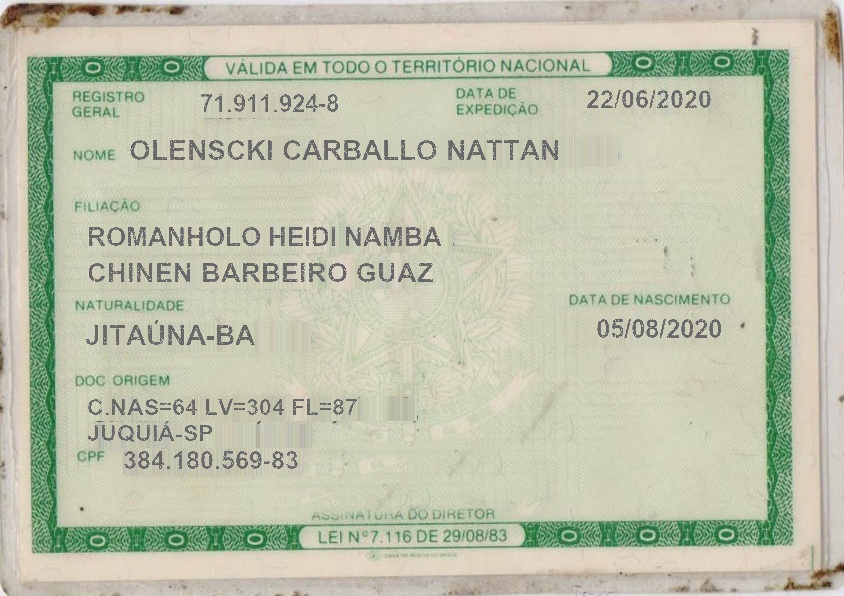 VÁLIDA EM TODO O TERRITÓRIO NACIONAL
REGISTRO GERAL 71.911.924-8 DATA DE EXPEDIÇÃO 22/06/2020
NOME OLENSCKI CARBALLO NATTAN
FILIAÇÃO
ROMANHOLO HEIDI NAMBA
CHINEN BARBEIRO GUAZ
NATURALIDADE DATA DE NASCIMENTO
JITAÚNA-BA 05/08/2020
DOC ORIGEM
C.NAS=64 LV=304 FL=87
JUQUIÁ-SP
CPF 384.180.569-83
ASSINATURA DO DIRETOR
LEI Nº 7.116 DE 29/08/83